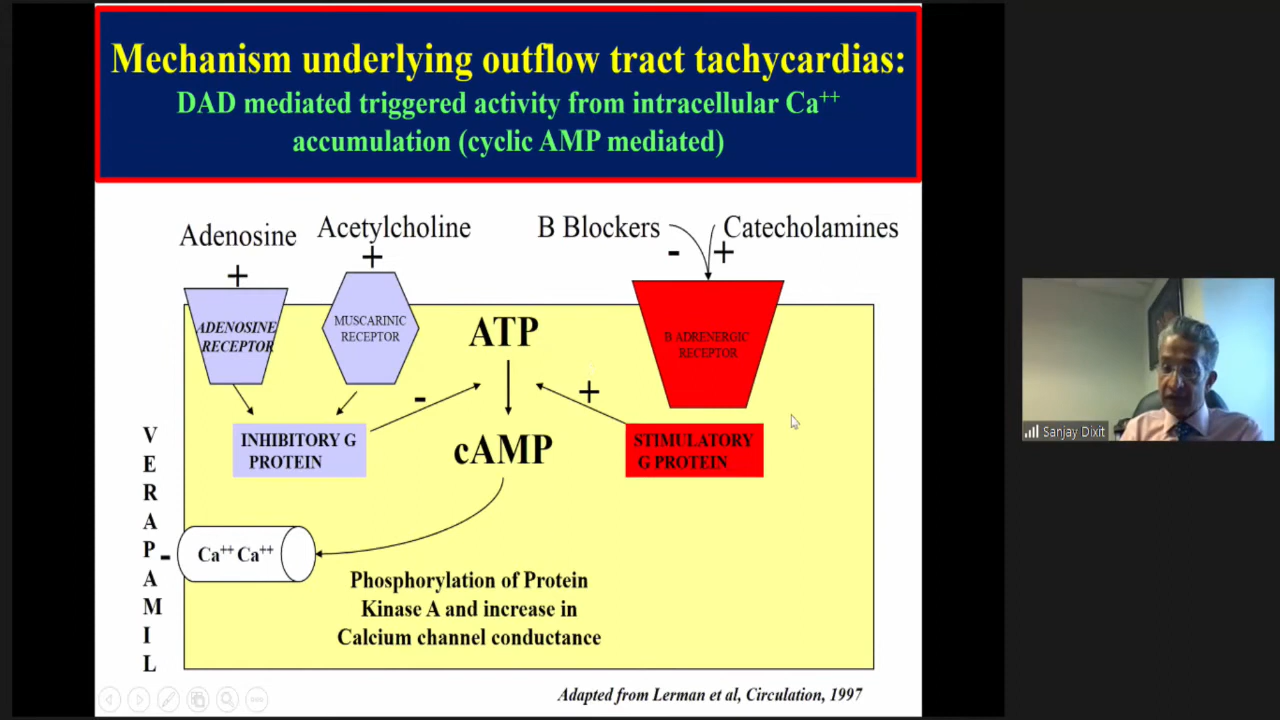 Mechanism underlying outflow tract tachycardias:
DAD mediated triggered activity from intracellular Ca⁺⁺
accumulation (cyclic AMP mediated)
Adenosine
Acetylcholine
B Blockers
Catecholamines
+
+
-
+
ADENOSINE
RECEPTOR
MUSCARINIC
RECEPTOR
ATP
B ADRENERGIC
RECEPTOR
-
+
INHIBITORY G
PROTEIN
cAMP
STIMULATORY
G PROTEIN
VERAPAMIL
-
Ca⁺⁺ Ca⁺⁺
Phosphorylation of Protein
Kinase A and increase in
Calcium channel conductance
Adapted from Lerman et al, Circulation, 1997
Sanjay Dixit